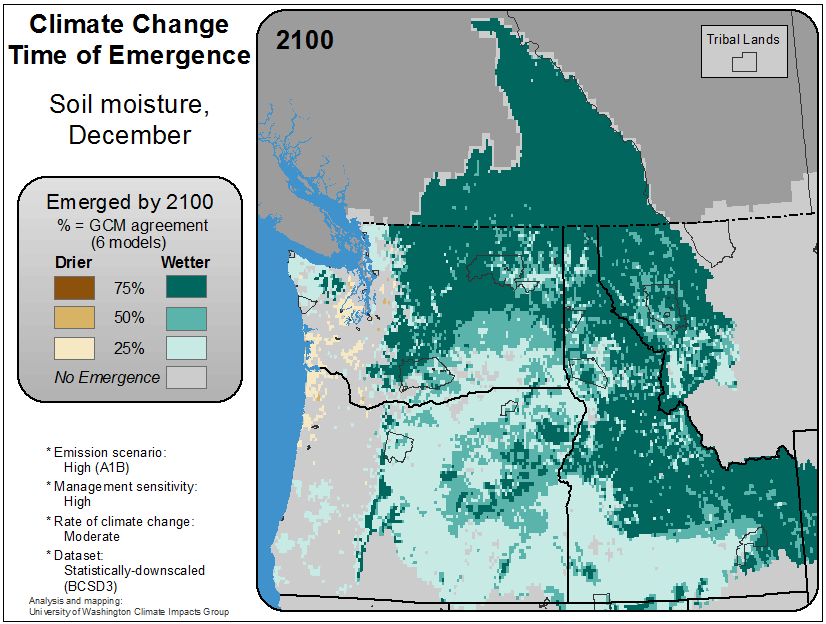 Climate Change
Time of Emergence
Soil moisture,
December
Emerged by 2100
% = GCM agreement
(6 models)
Drier Wetter
75%
50%
25%
No Emergence
* Emission scenario:
High (A1B)
* Management sensitivity:
High
* Rate of climate change:
Moderate
* Dataset:
Statistically-downscaled
(BCSD3)
Analysis and mapping:
University of Washington Climate Impacts Group
2100
Tribal Lands